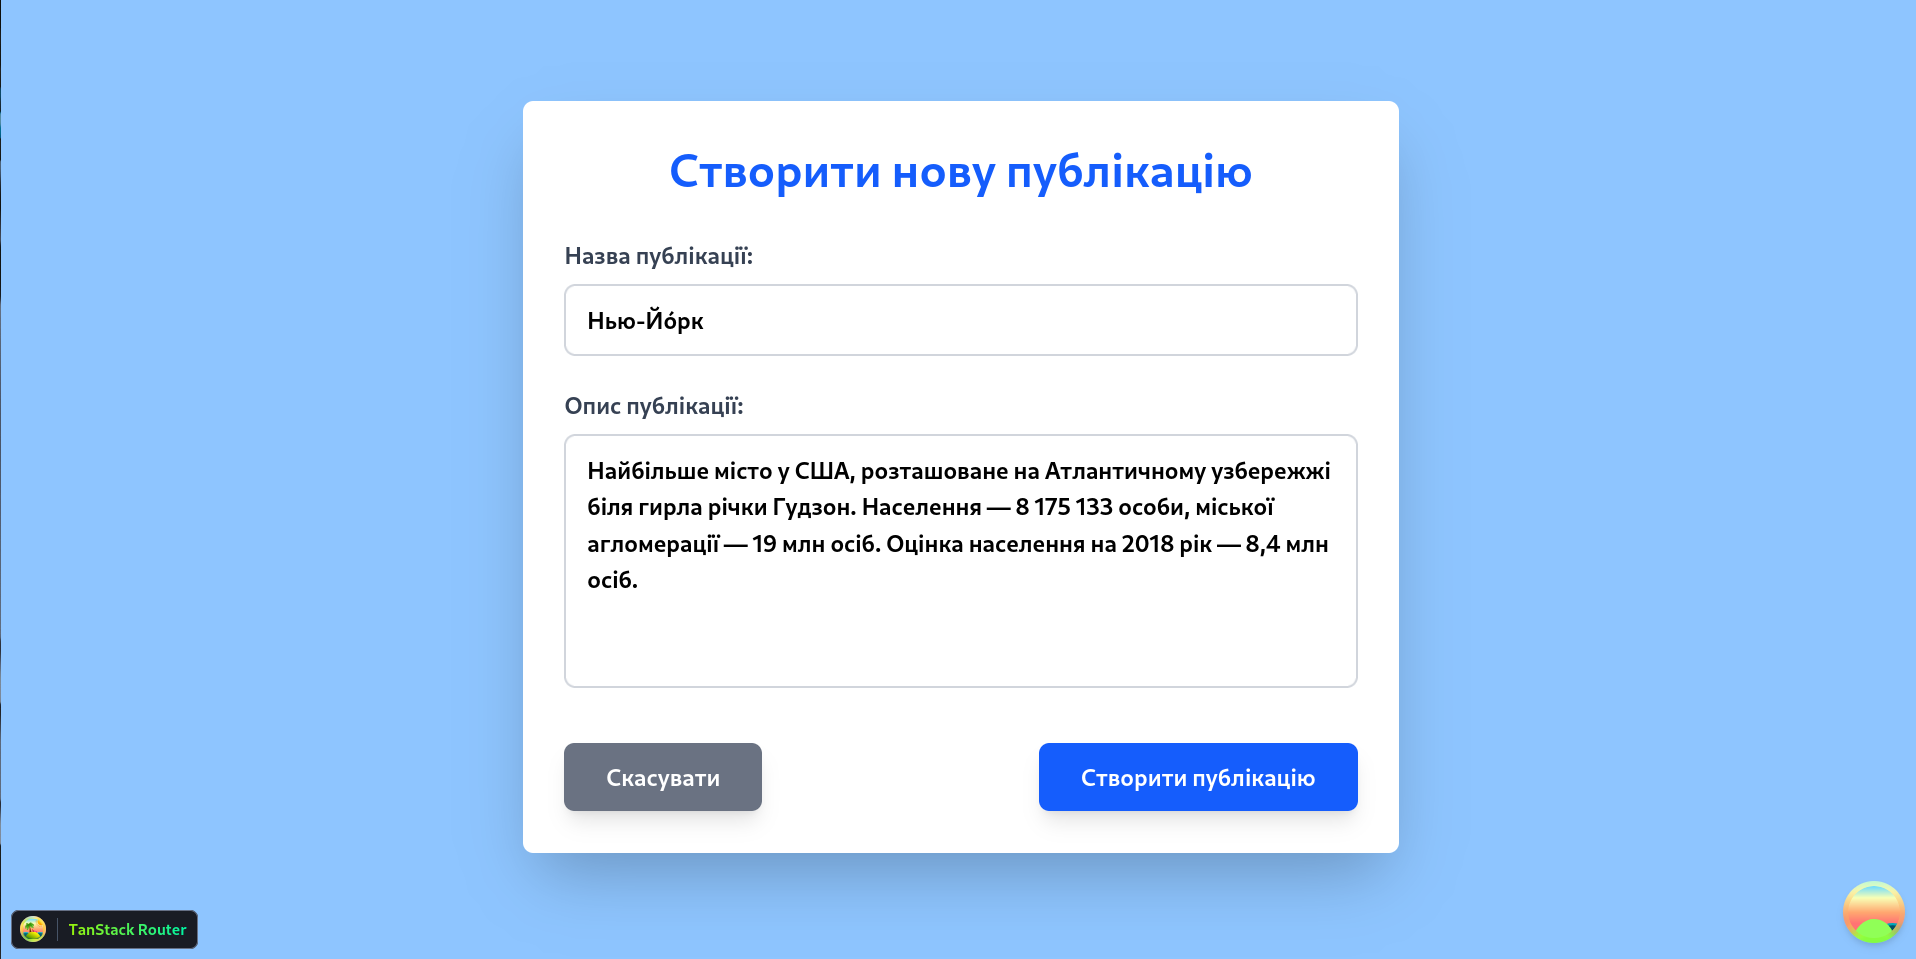 Створити нову публікацію
Назва публікації:
Нью-Йо́рк
Опис публікації:
Найбільше місто у США, розташоване на Атлантичному узбережжі
біля гирла річки Гудзон. Населення — 8 175 133 особи, міської
агломерації — 19 млн осіб. Оцінка населення на 2018 рік — 8,4 млн
осіб.
Скасувати
Створити публікацію
TanStack Router